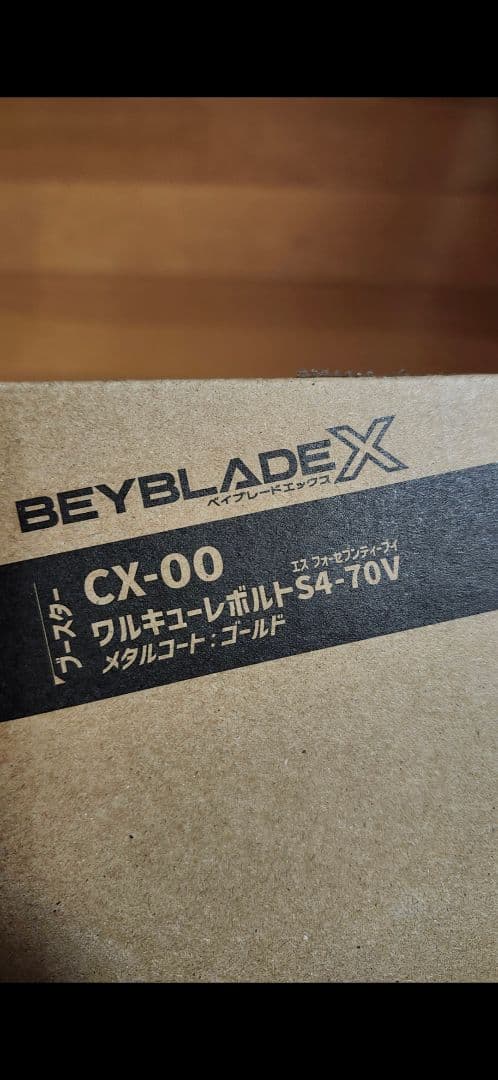 BEYBLADE X
ベイブレードエックス
ブースター
CX-00
エス フォーセブンティーブイ
ワルキューレボルトS4-70V
メタルコート:ゴールド